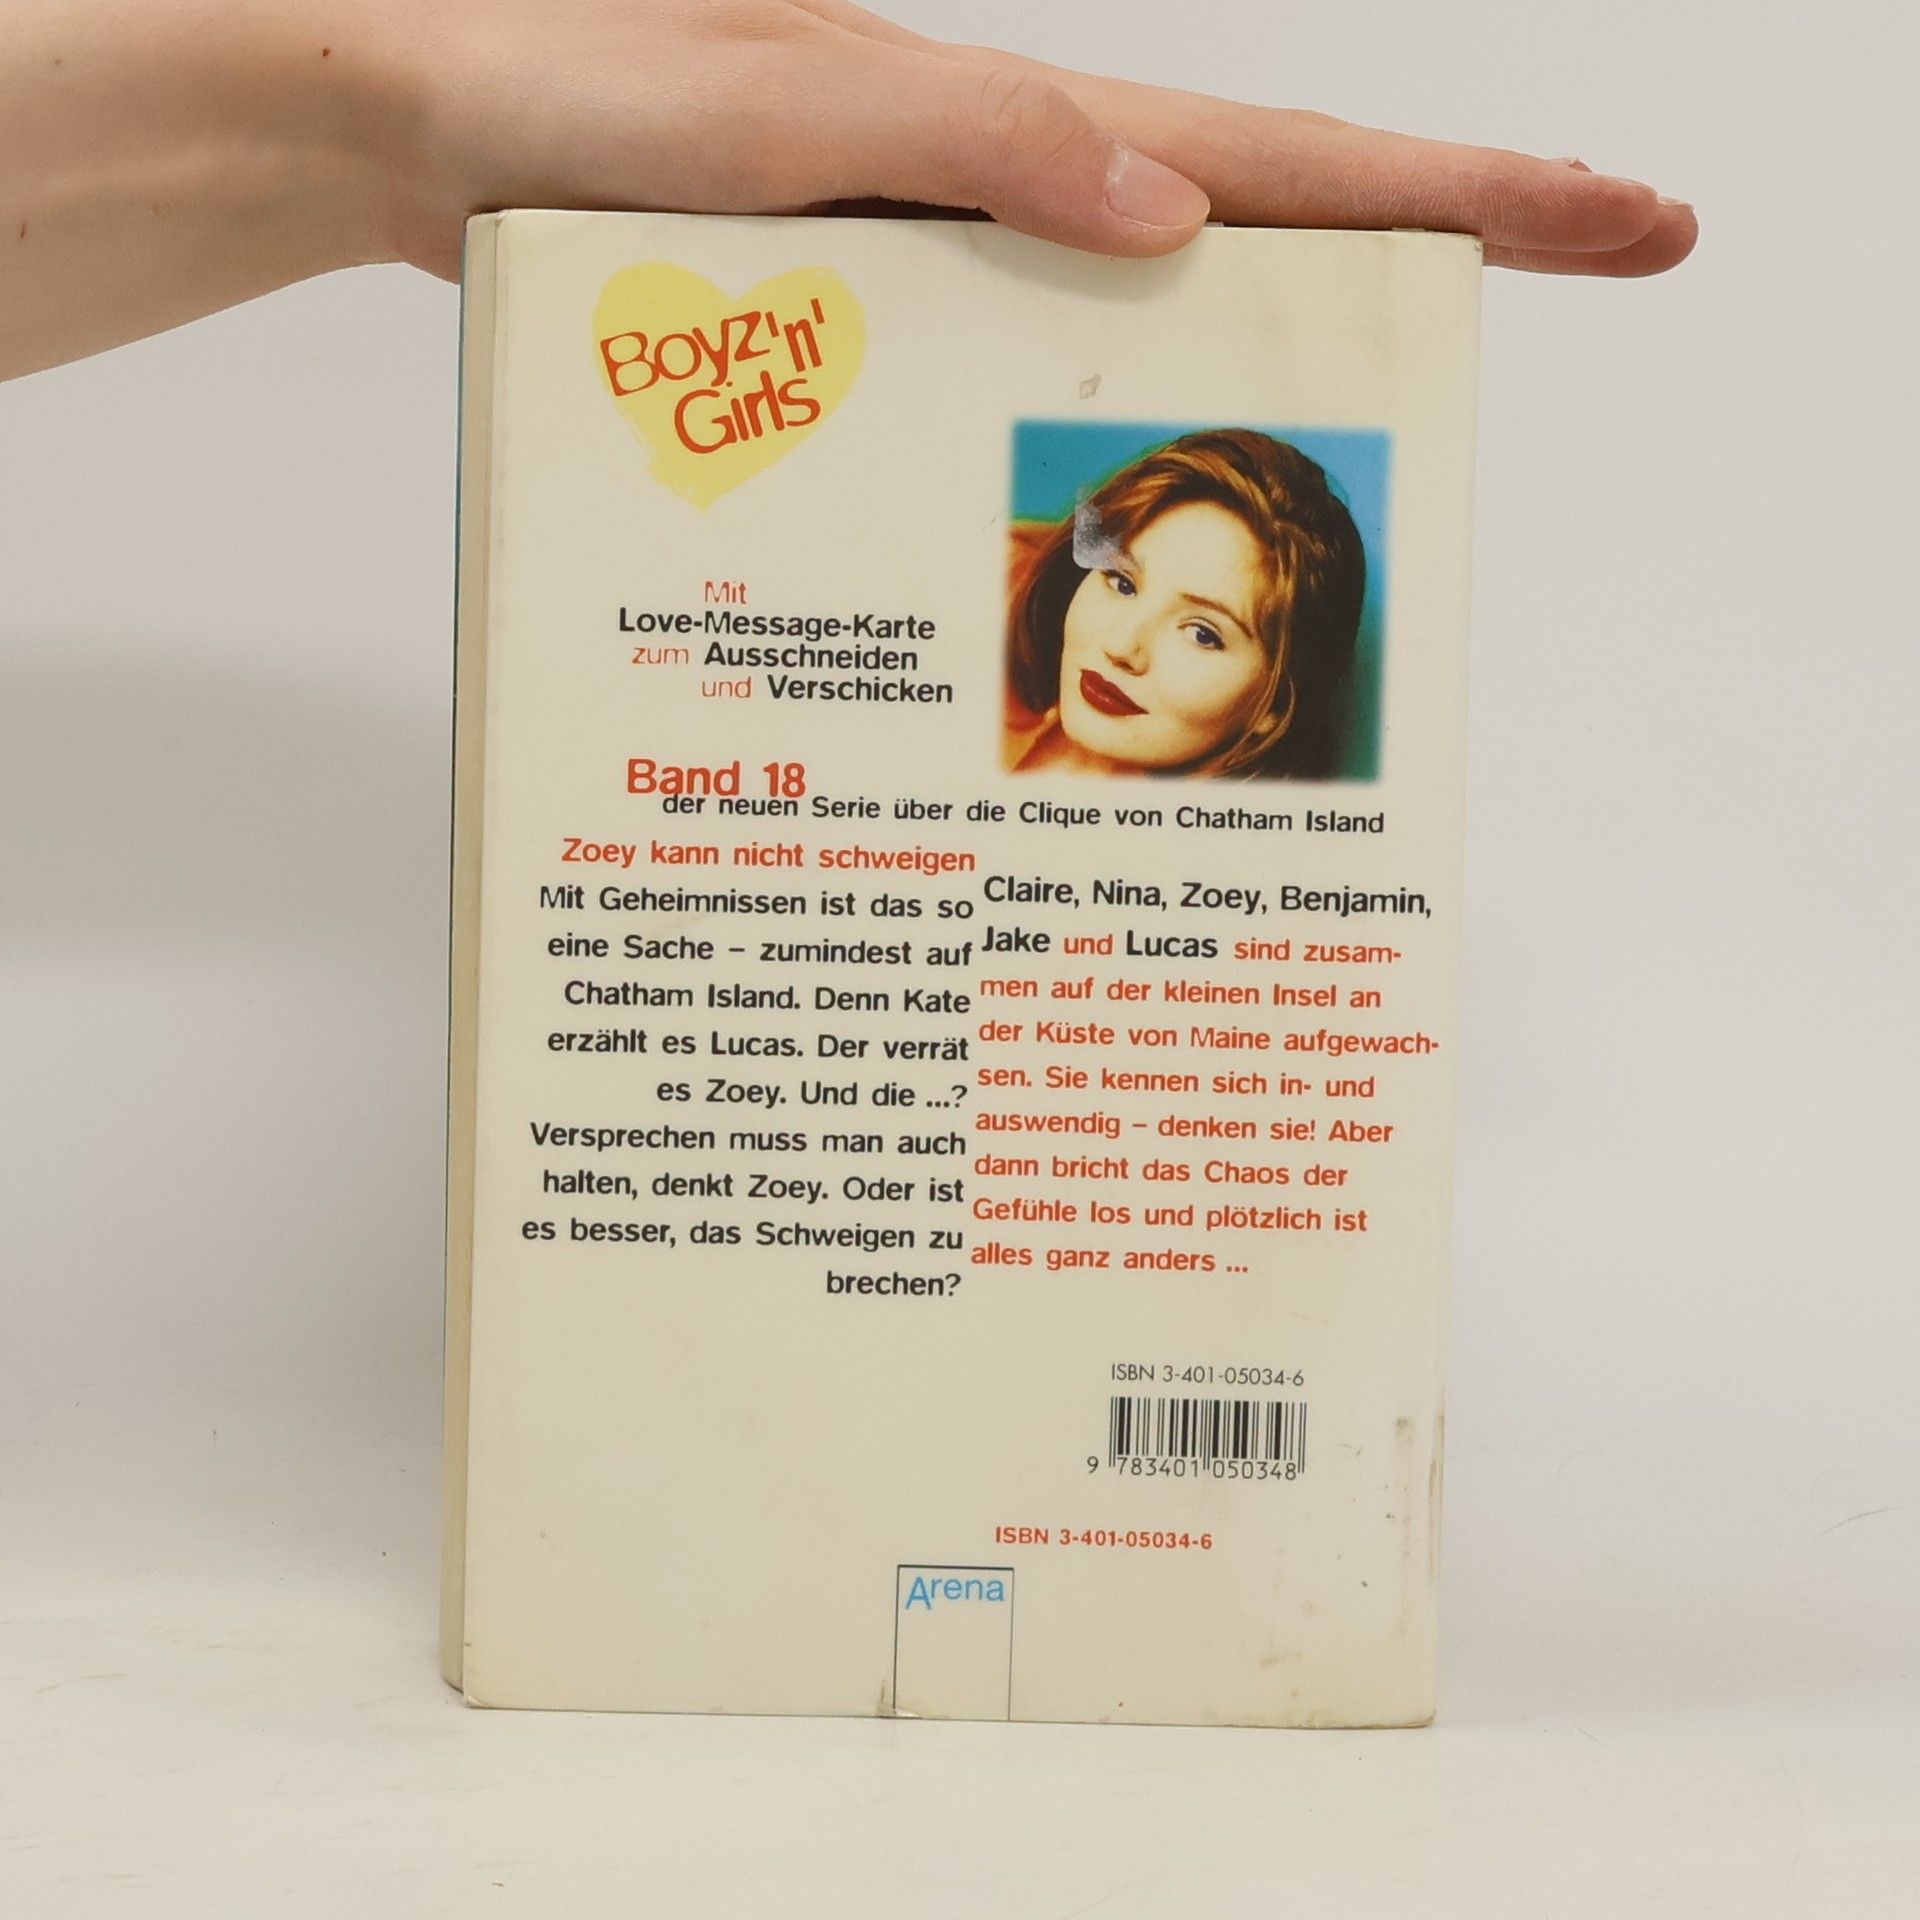 Boyz'n'
Girls
Mit
Love-Message-Karte
zum Ausschneiden
und Verschicken
Band 18
der neuen Serie über die Clique von Chatham Island
Zoey kann nicht schweigen
Mit Geheimnissen ist das so
eine Sache – zumindest auf
Chatham Island. Denn Kate
erzählt es Lucas. Der verrät
es Zoey. Und die ...?
Versprechen muss man auch
halten, denkt Zoey. Oder ist
es besser, das Schweigen zu
brechen?
Claire, Nina, Zoey, Benjamin,
Jake und Lucas sind zusam-
men auf der kleinen Insel an
der Küste von Maine aufgewach-
sen. Sie kennen sich in- und
auswendig – denken sie! Aber
dann bricht das Chaos der
Gefühle los und plötzlich ist
alles ganz anders ...
ISBN 3-401-05034-6
9 783401 050348
ISBN 3-401-05034-6
Arena